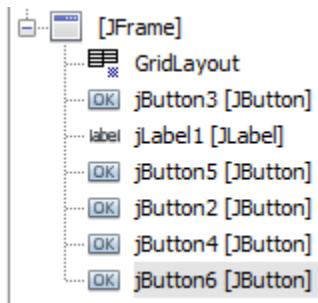 [JFrame]
GridLayout
OK jButton3 [JButton]
label jLabel1 [JLabel]
OK jButton5 [JButton]
OK jButton2 [JButton]
OK jButton4 [JButton]
OK jButton6 [JButton]